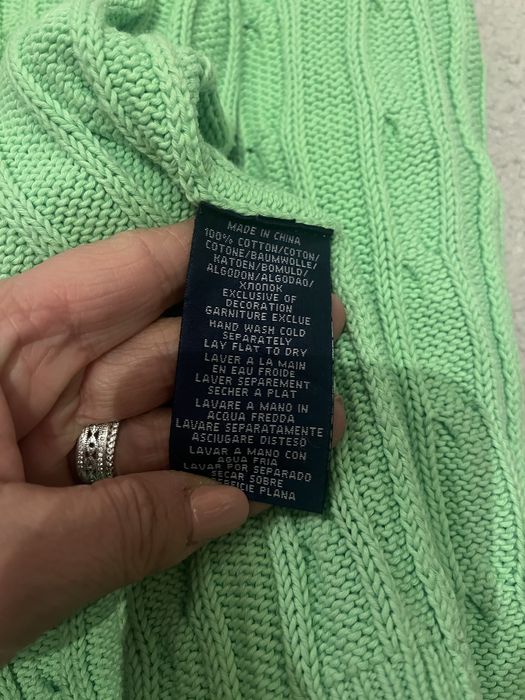 MADE IN CHINA
100% COTTON/COTON/
COTONE/BAUMWOLLE/
KATOEN/BOMULD/
ALGODON/ALGODAO/
ХЛОПОК
EXCLUSIVE OF
DECORATION
GARNITURE EXCLUE
HAND WASH COLD
SEPARATELY
LAY FLAT TO DRY
LAVER A LA MAIN
EN EAU FROIDE
LAVER SEPAREMENT
SECHER A PLAT
LAVARE A MANO IN
ACQUA FREDDA
LAVARE SEPARATAMENTE
ASCIUGARE DISTESO
LAVAR A MANO CON
AGUA FRIA
LAVAR POR SEPARADO
SECAR SOBRE
PLANA